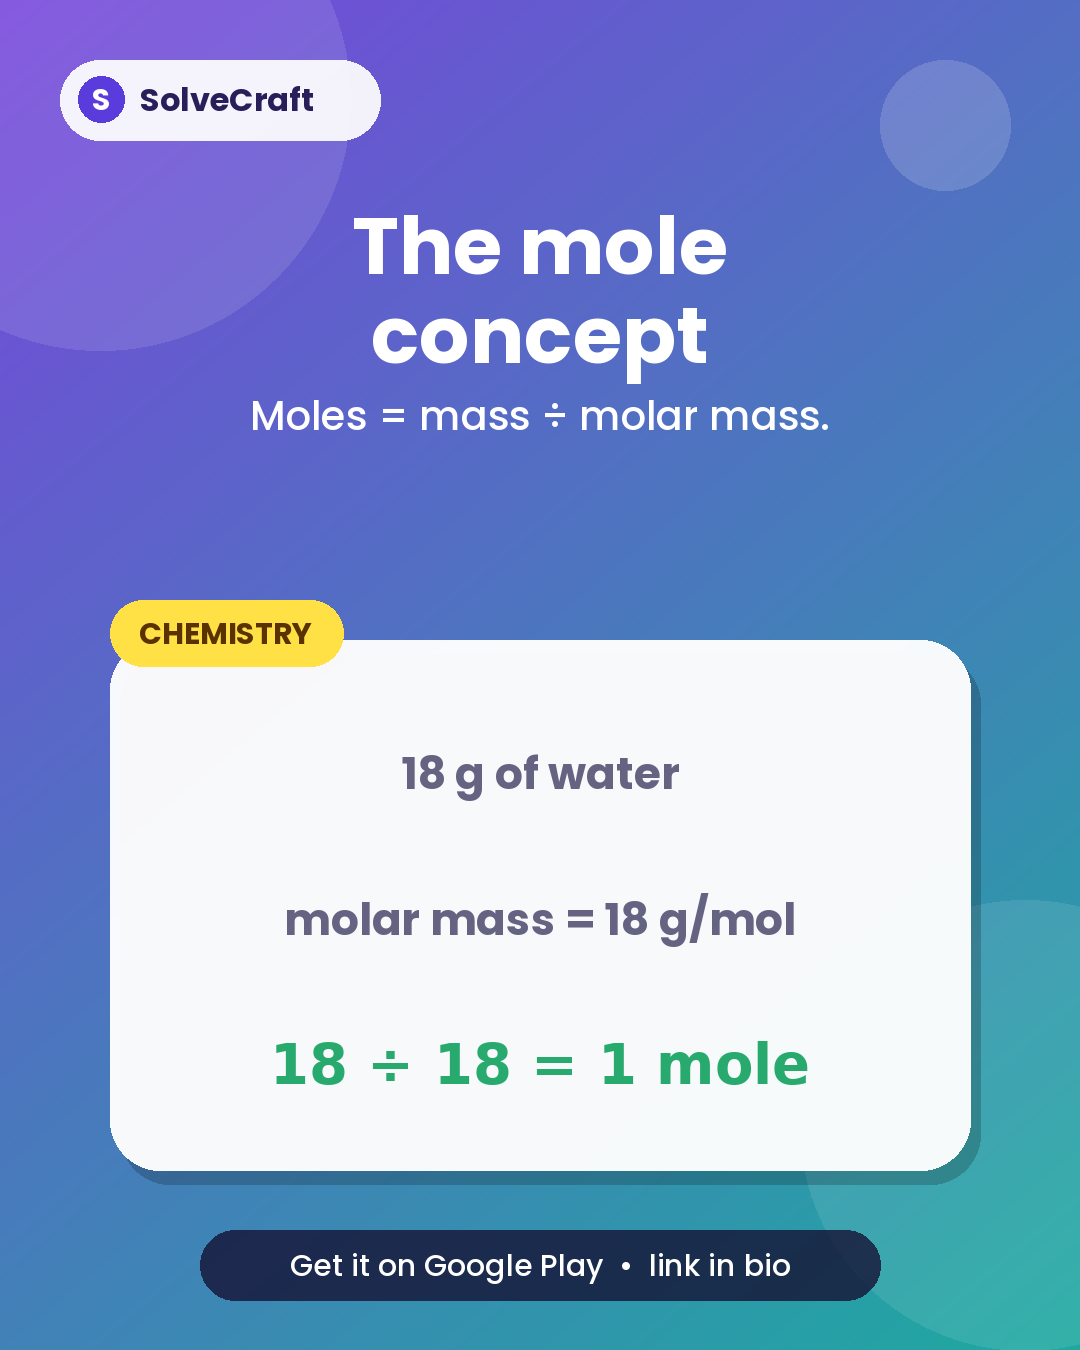 S SolveCraft
The mole
concept
Moles = mass ÷ molar mass.
CHEMISTRY
18 g of water
molar mass = 18 g/mol
18 ÷ 18 = 1 mole
Get it on Google Play • link in bio